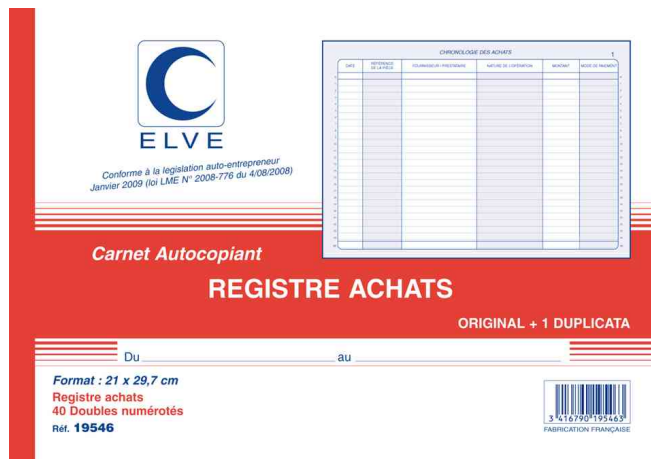 ELVE
Conforme à la legislation auto-entrepreneur
Janvier 2009 (loi LME N° 2008-776 du 4/08/2008)
CHRONOLOGIE DES ACHATS
1
DATE
RÉFÉRENCE
DE LA PIÈCE
FOURNISSEUR / PRESTATAIRE
NATURE DE L'OPÉRATION
MONTANT
MODE DE PAIEMENT
Carnet Autocopiant
REGISTRE ACHATS
ORIGINAL + 1 DUPLICATA
Du au
Format : 21 x 29,7 cm
Registre achats
40 Doubles numérotés
Réf. 19546
3 416790 195463
FABRICATION FRANÇAISE